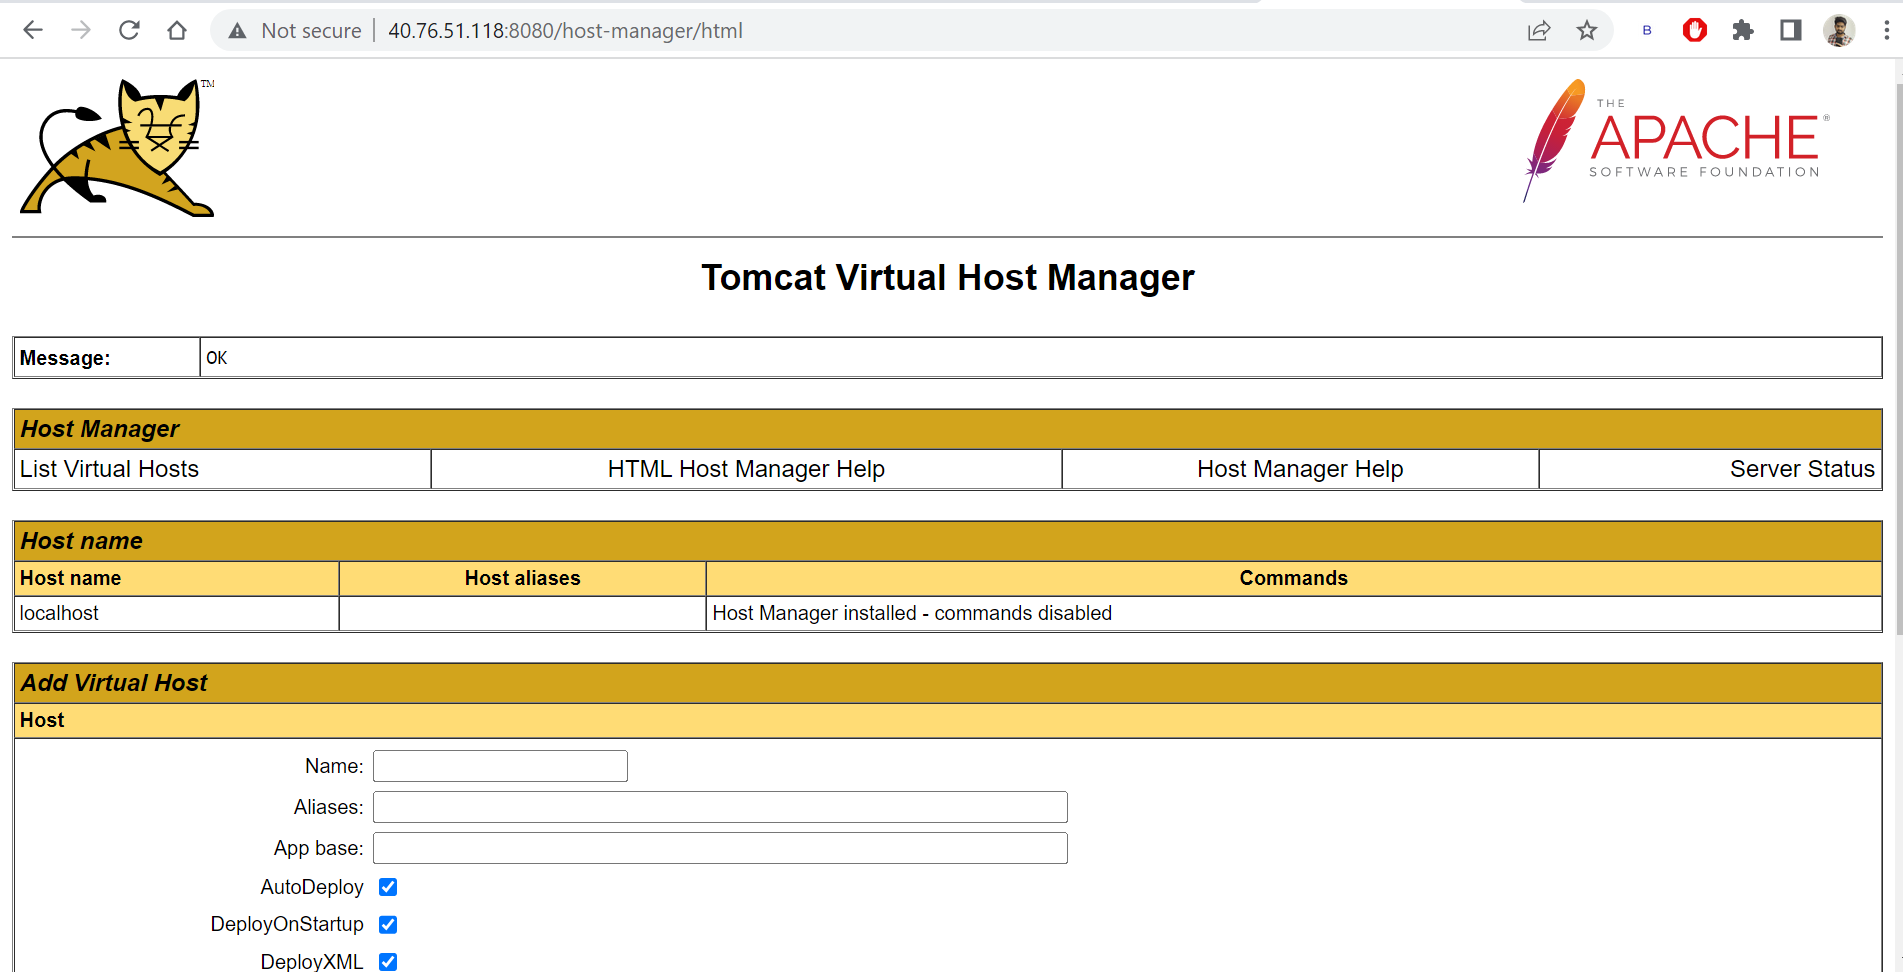 Not secure | 40.76.51.118:8080/host-manager/html
B
TM
THE
APACHE®
SOFTWARE FOUNDATION
Tomcat Virtual Host Manager
Message: OK
Host Manager
List Virtual Hosts HTML Host Manager Help Host Manager Help Server Status
Host name
Host name Host aliases Commands
localhost Host Manager installed - commands disabled
Add Virtual Host
Host
Name:
Aliases:
App base:
AutoDeploy
DeployOnStartup
DeployXML